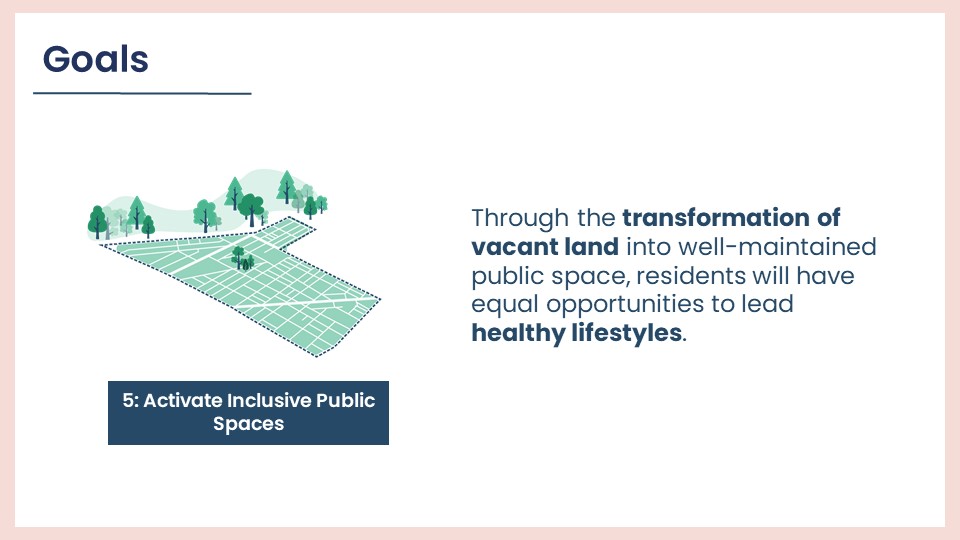 Goals
Through the transformation of
vacant land into well-maintained
public space, residents will have
equal opportunities to lead
healthy lifestyles.
5: Activate Inclusive Public
Spaces